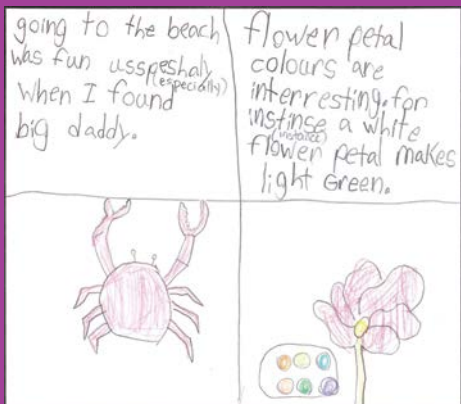 going to the beach
was fun usspeshaly
(especially)
when I found
big daddy.
flower petal
colours are
interresting. for
instinse a white
(instance)
flower petal makes
light Green.